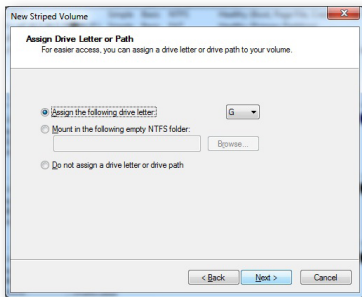 New Striped Volume
Assign Drive Letter or Path
For easier access, you can assign a drive letter or drive path to your volume.
Assign the following drive letter: G
Mount in the following empty NTFS folder:
Browse...
Do not assign a drive letter or drive path
< Back Next > Cancel